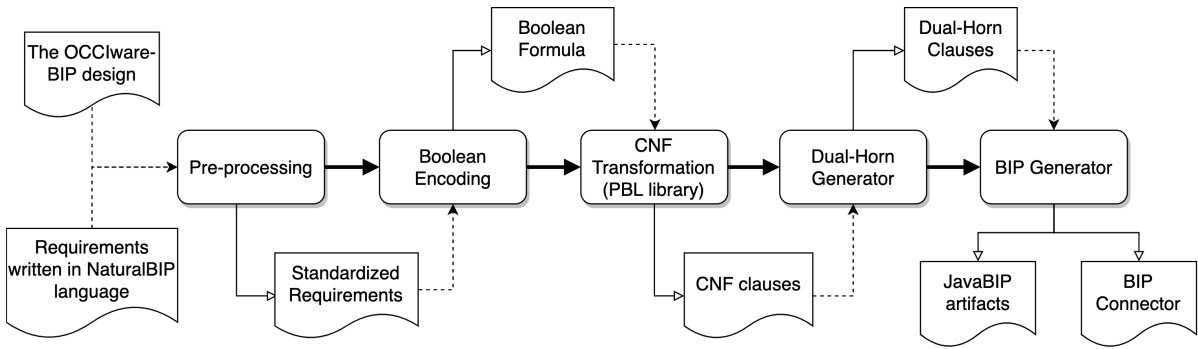 The OCCIware-
BIP design
Requirements
written in NaturalBIP
language
Pre-processing
Standardized
Requirements
Boolean
Encoding
Boolean
Formula
CNF
Transformation
(PBL library)
CNF clauses
Dual-Horn
Generator
Dual-Horn
Clauses
BIP Generator
JavaBIP
artifacts
BIP
Connector